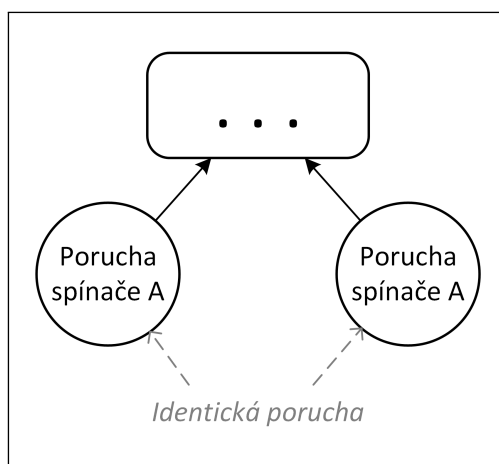 . . .
Porucha
spínače A
Porucha
spínače A
Identická porucha